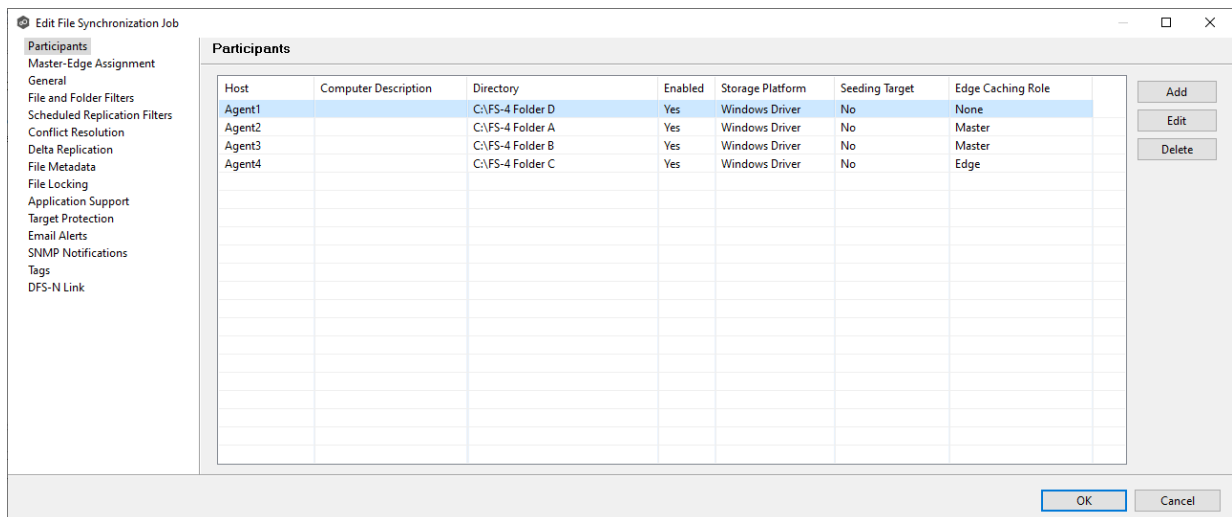 Edit File Synchronization Job
Participants
Master-Edge Assignment
General
File and Folder Filters
Scheduled Replication Filters
Conflict Resolution
Delta Replication
File Metadata
File Locking
Application Support
Target Protection
Email Alerts
SNMP Notifications
Tags
DFS-N Link
Participants
Host Computer Description Directory Enabled Storage Platform Seeding Target Edge Caching Role
Agent1 C:\FS-4 Folder D Yes Windows Driver No None
Agent2 C:\FS-4 Folder A Yes Windows Driver No Master
Agent3 C:\FS-4 Folder B Yes Windows Driver No Master
Agent4 C:\FS-4 Folder C Yes Windows Driver No Edge
Add
Edit
Delete
OK Cancel